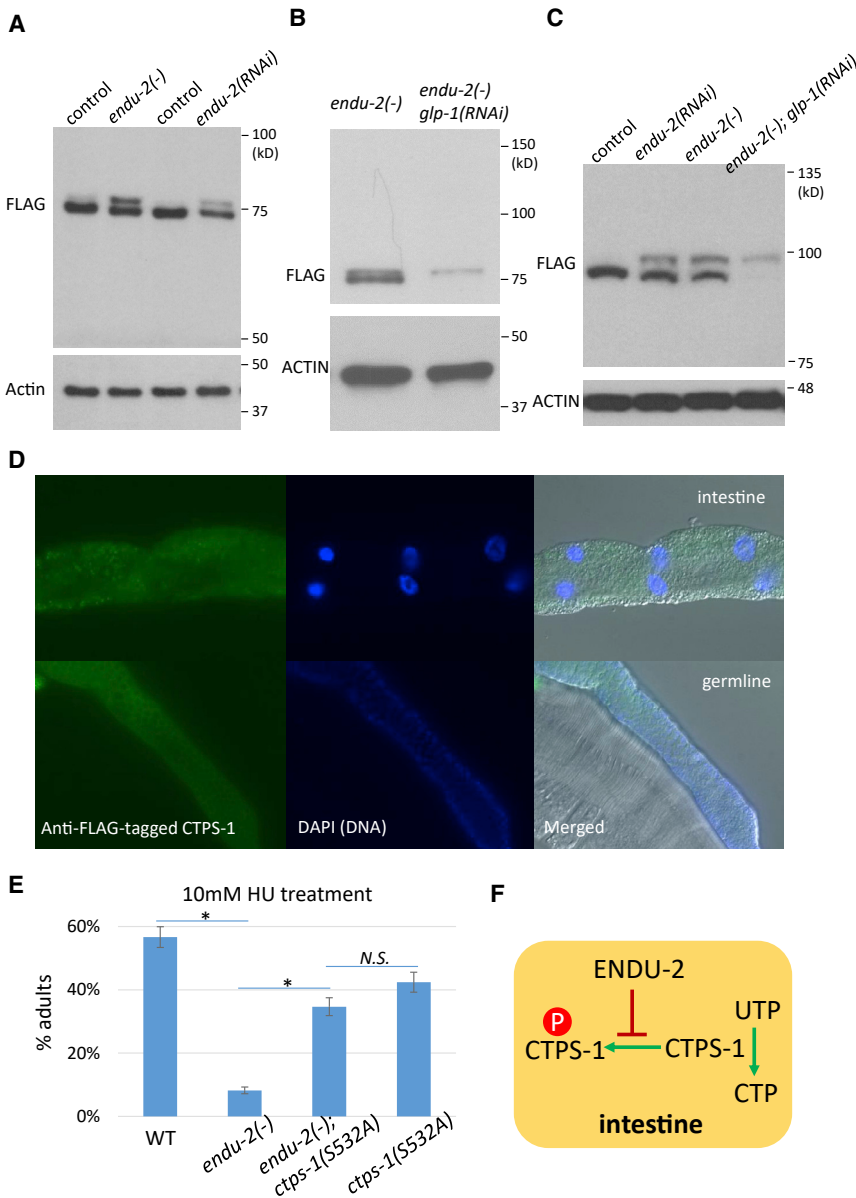 A
control
endu-2(-)
control
endu-2(RNAi)
100
(kD)
FLAG
75
50
50
Actin
37
B
endu-2(-)
endu-2(-)
glp-1(RNAi)
150
(kD)
100
FLAG
75
50
ACTIN
37
C
control
endu-2(RNAi)
endu-2(-)
endu-2(-); glp-1(RNAi)
135
(kD)
100
FLAG
75
48
ACTIN
D
intestine
germline
Anti-FLAG-tagged CTPS-1
DAPI (DNA)
Merged
E
10mM HU treatment
60%
40%
20%
0%
% adults
*
*
N.S.
WT
endu-2(-)
endu-2(-);
ctps-1(S532A)
ctps-1(S532A)
F
ENDU-2
P
CTPS-1
CTPS-1
UTP
CTP
intestine